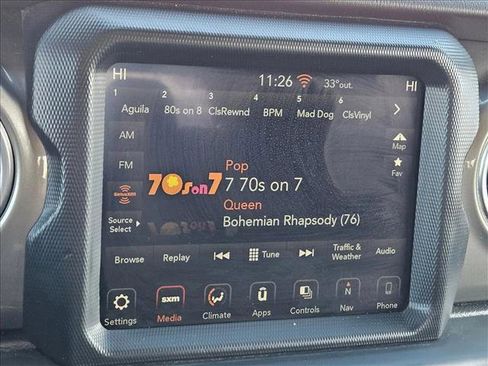 HI 11:26 33°out. HI
1 2 3 4 5 6
Aguila 80s on 8 ClsRewnd BPM Mad Dog ClsVinyl
AM
Map
FM
Fav
Pop
70s on 7 7 70s on 7
SiriusXM
Queen
Source
Select
Bohemian Rhapsody (76)
Browse Replay Tune Traffic & Weather Audio
sxm û N
Settings Media Climate Apps Controls Nav Phone